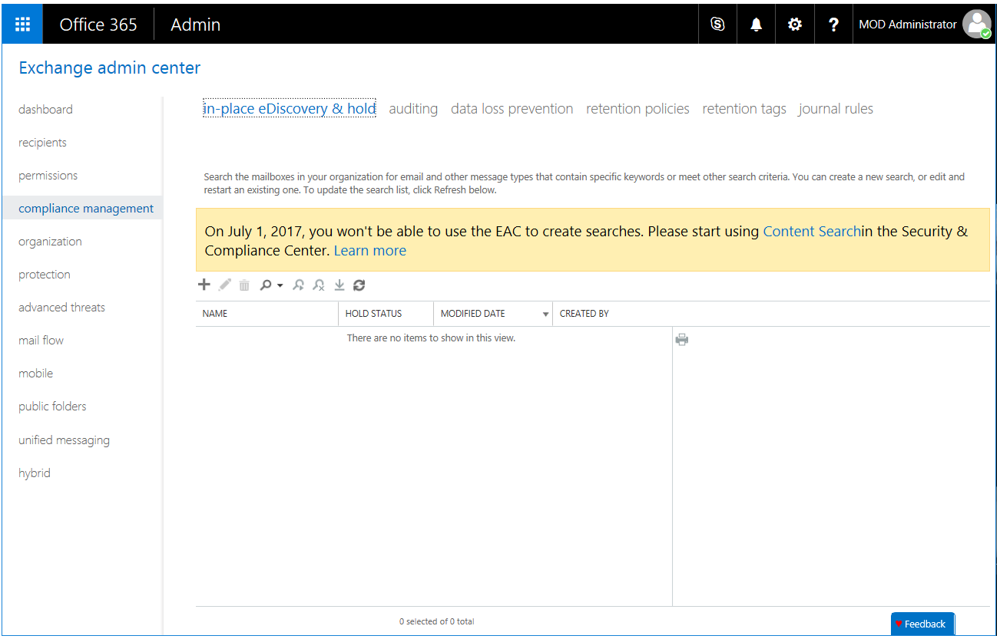 Office 365
Admin
MOD Administrator
Exchange admin center
dashboard
recipients
permissions
compliance management
organization
protection
advanced threats
mail flow
mobile
public folders
unified messaging
hybrid
in-place eDiscovery & hold auditing data loss prevention retention policies retention tags journal rules
Search the mailboxes in your organization for email and other message types that contain specific keywords or meet other search criteria. You can create a new search, or edit and
restart an existing one. To update the search list, click Refresh below.
On July 1, 2017, you won't be able to use the EAC to create searches. Please start using Content Searchin the Security &
Compliance Center. Learn more
NAME HOLD STATUS MODIFIED DATE CREATED BY
There are no items to show in this view.
0 selected of 0 total
Feedback